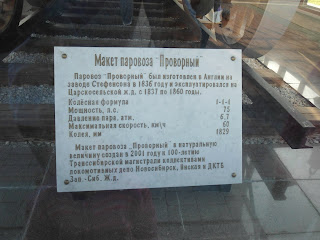 Макет паровоза "Проворный"
Паровоз "Проворный" был изготовлен в Англии на
заводе Стефенсона в 1836 году и эксплуатировался на
Царскосельской ж.д. с 1837 по 1860 годы.
Колёсная формула 1-1-1
Мощность, л.с. 75
Давление пара, атм. 6,7
Максимальная скорость, км/ч 60
Колея, мм 1829
Макет паровоза "Проворный" в натуральную
величину создан в 2001 году к 100-летию
Транссибирской магистрали коллективами
локомотивных депо Новосибирск, Инская и ДКТБ
Зап.-Сиб. Ж.д.